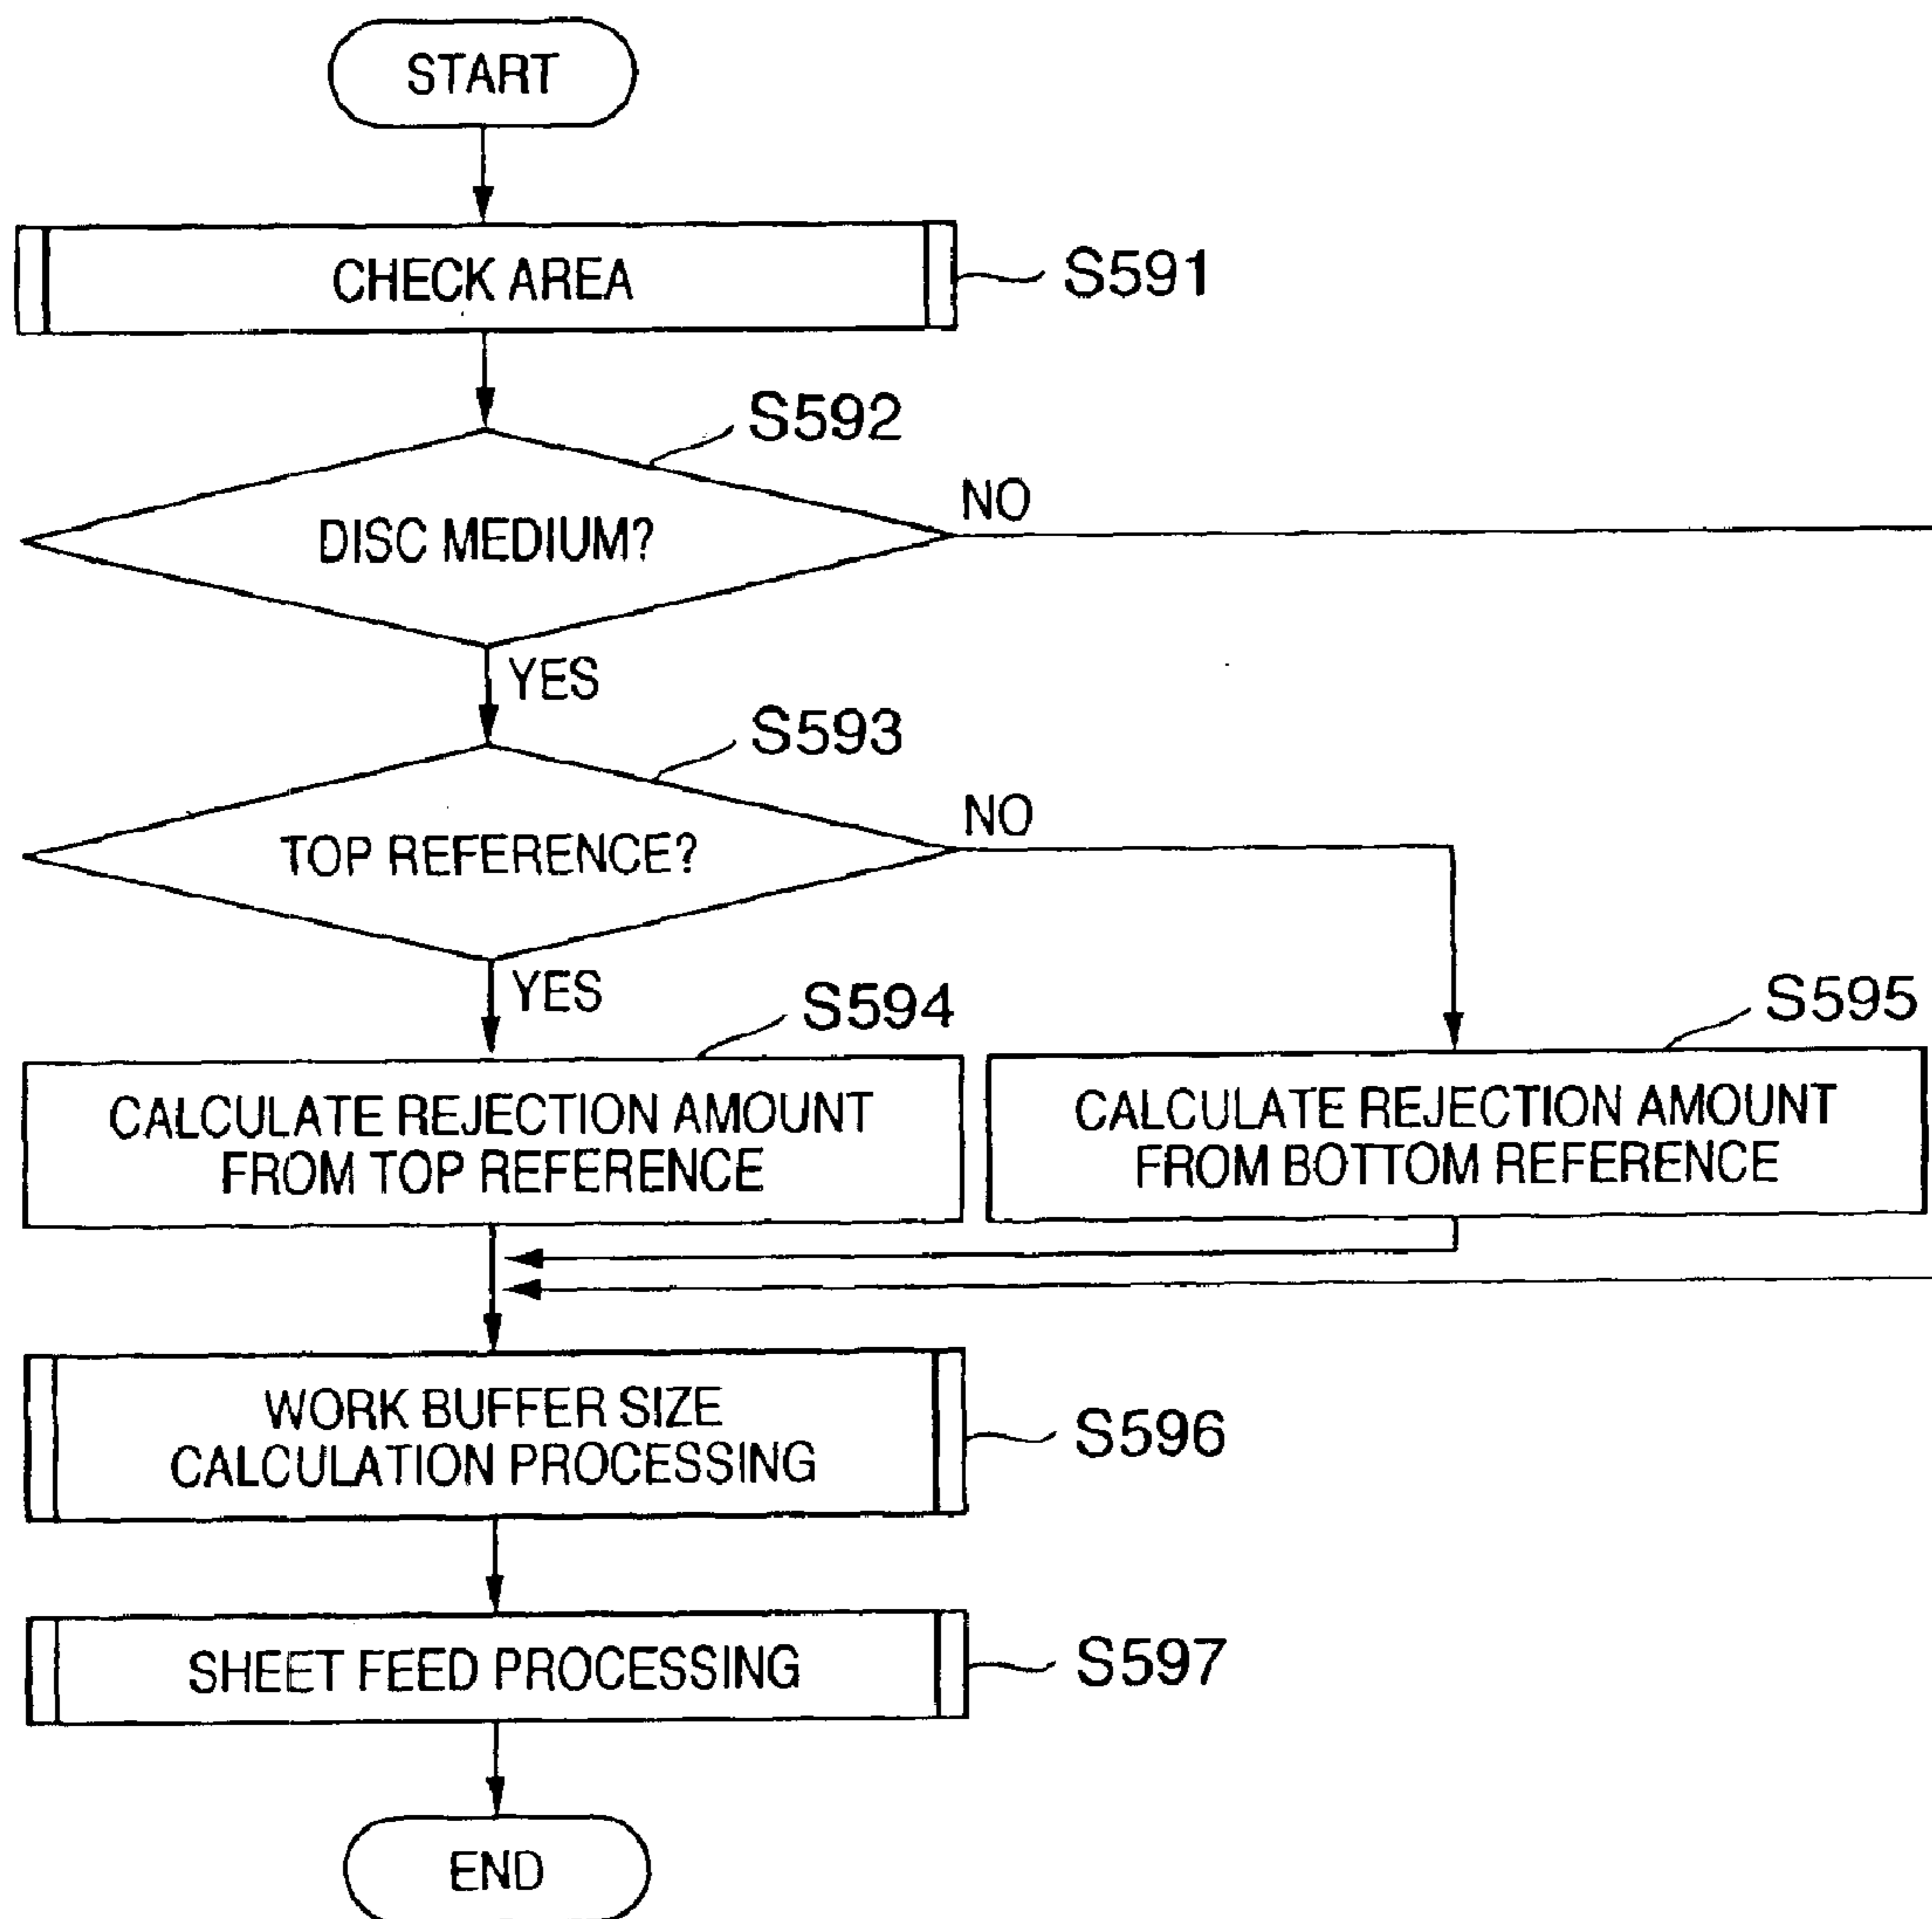 START
CHECK AREA
S591
S592
DISC MEDIUM?
NO
YES
S593
TOP REFERENCE?
NO
YES
S594
S595
CALCULATE REJECTION AMOUNT
FROM TOP REFERENCE
CALCULATE REJECTION AMOUNT
FROM BOTTOM REFERENCE
WORK BUFFER SIZE
CALCULATION PROCESSING
S596
SHEET FEED PROCESSING
S597
END